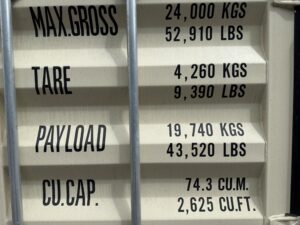 MAX.GROSS 24,000 KGS
52,910 LBS
TARE 4,260 KGS
9,390 LBS
PAYLOAD 19,740 KGS
43,520 LBS
CU.CAP. 74.3 CU.M.
2,625 CU.FT.